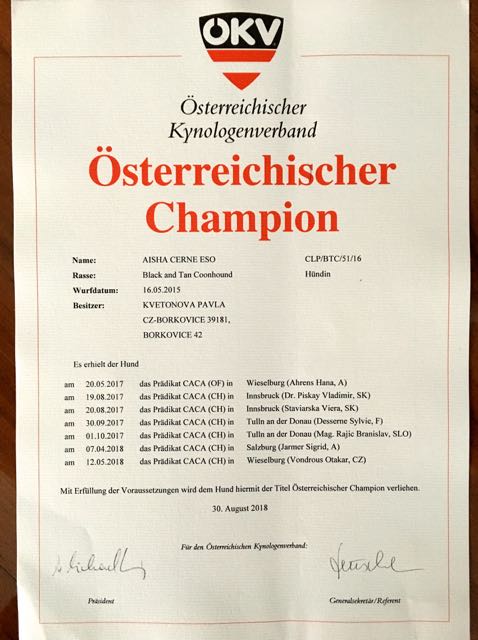 ÖKV
Österreichischer
Kynologenverband
Österreichischer
Champion
Name: AISHA CERNE ESO CLP/BTC/51/16
Rasse: Black and Tan Coonhound Hündin
Wurfdatum: 16.05.2015
Besitzer: KVETONOVA PAVLA
CZ-BORKOVICE 39181,
BORKOVICE 42
Es erhielt der Hund
am 20.05.2017 das Prädikat CACA (OF) in Wieselburg (Ahrens Hana, A)
am 19.08.2017 das Prädikat CACA (CH) in Innsbruck (Dr. Piskay Vladimir, SK)
am 20.08.2017 das Prädikat CACA (CH) in Innsbruck (Staviarska Viera, SK)
am 30.09.2017 das Prädikat CACA (CH) in Tulln an der Donau (Desserne Sylvie, F)
am 01.10.2017 das Prädikat CACA (CH) in Tulln an der Donau (Mag. Rajic Branislav, SLO)
am 07.04.2018 das Prädikat CACA (CH) in Salzburg (Jarmer Sigrid, A)
am 12.05.2018 das Prädikat CACA (CH) in Wieselburg (Vondrous Otakar, CZ)
Mit Erfüllung der Voraussetzungen wird dem Hund hiermit der Titel Österreichischer Champion verliehen.
30. August 2018
Für den Österreichischen Kynologenverband:
Präsident Generalsekretär/Referent